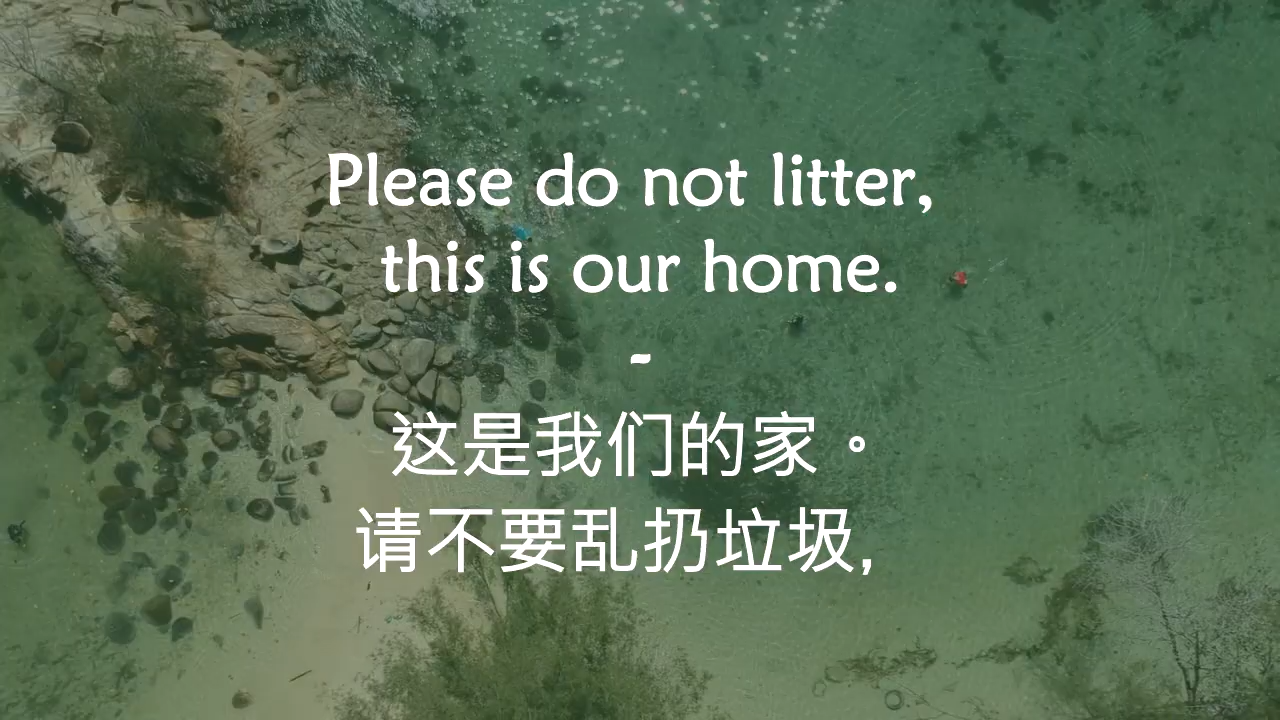 Please do not litter,
this is our home.
~
这是我们的家。
请不要乱扔垃圾,